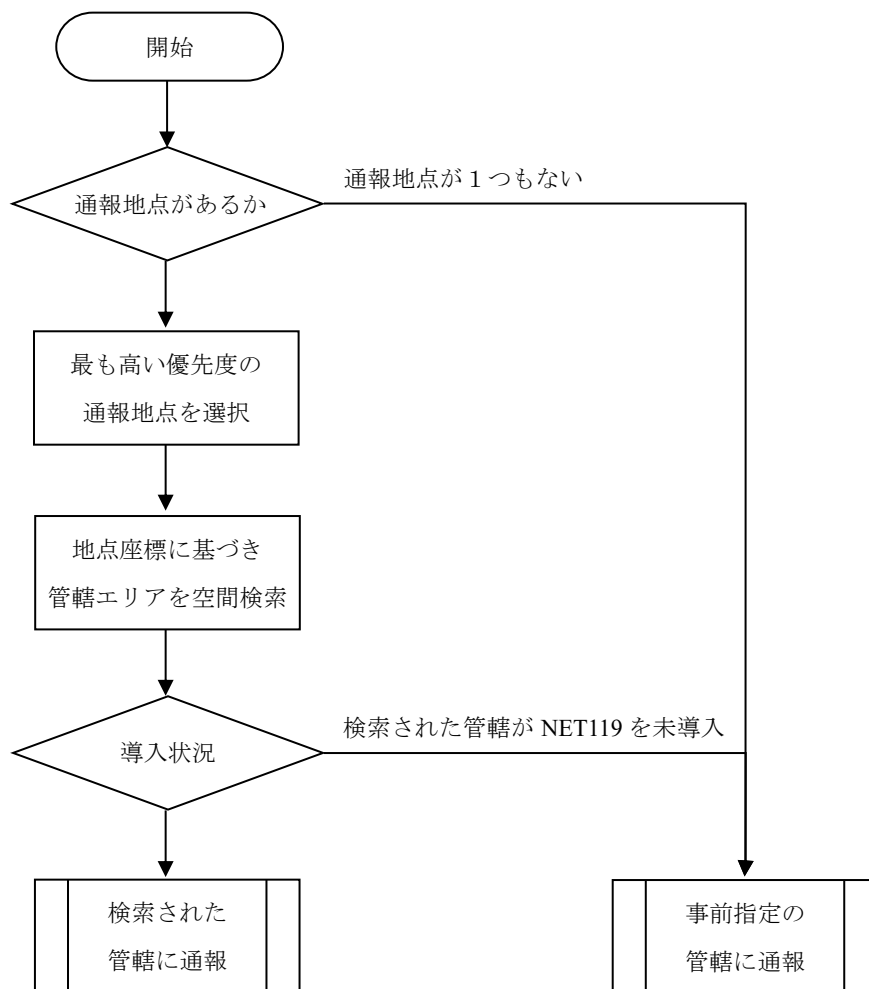 開始
通報地点があるか
通報地点が１つもない
最も高い優先度の
通報地点を選択
地点座標に基づき
管轄エリアを空間検索
導入状況
検索された管轄が NET119 を未導入
検索された
管轄に通報
事前指定の
管轄に通報